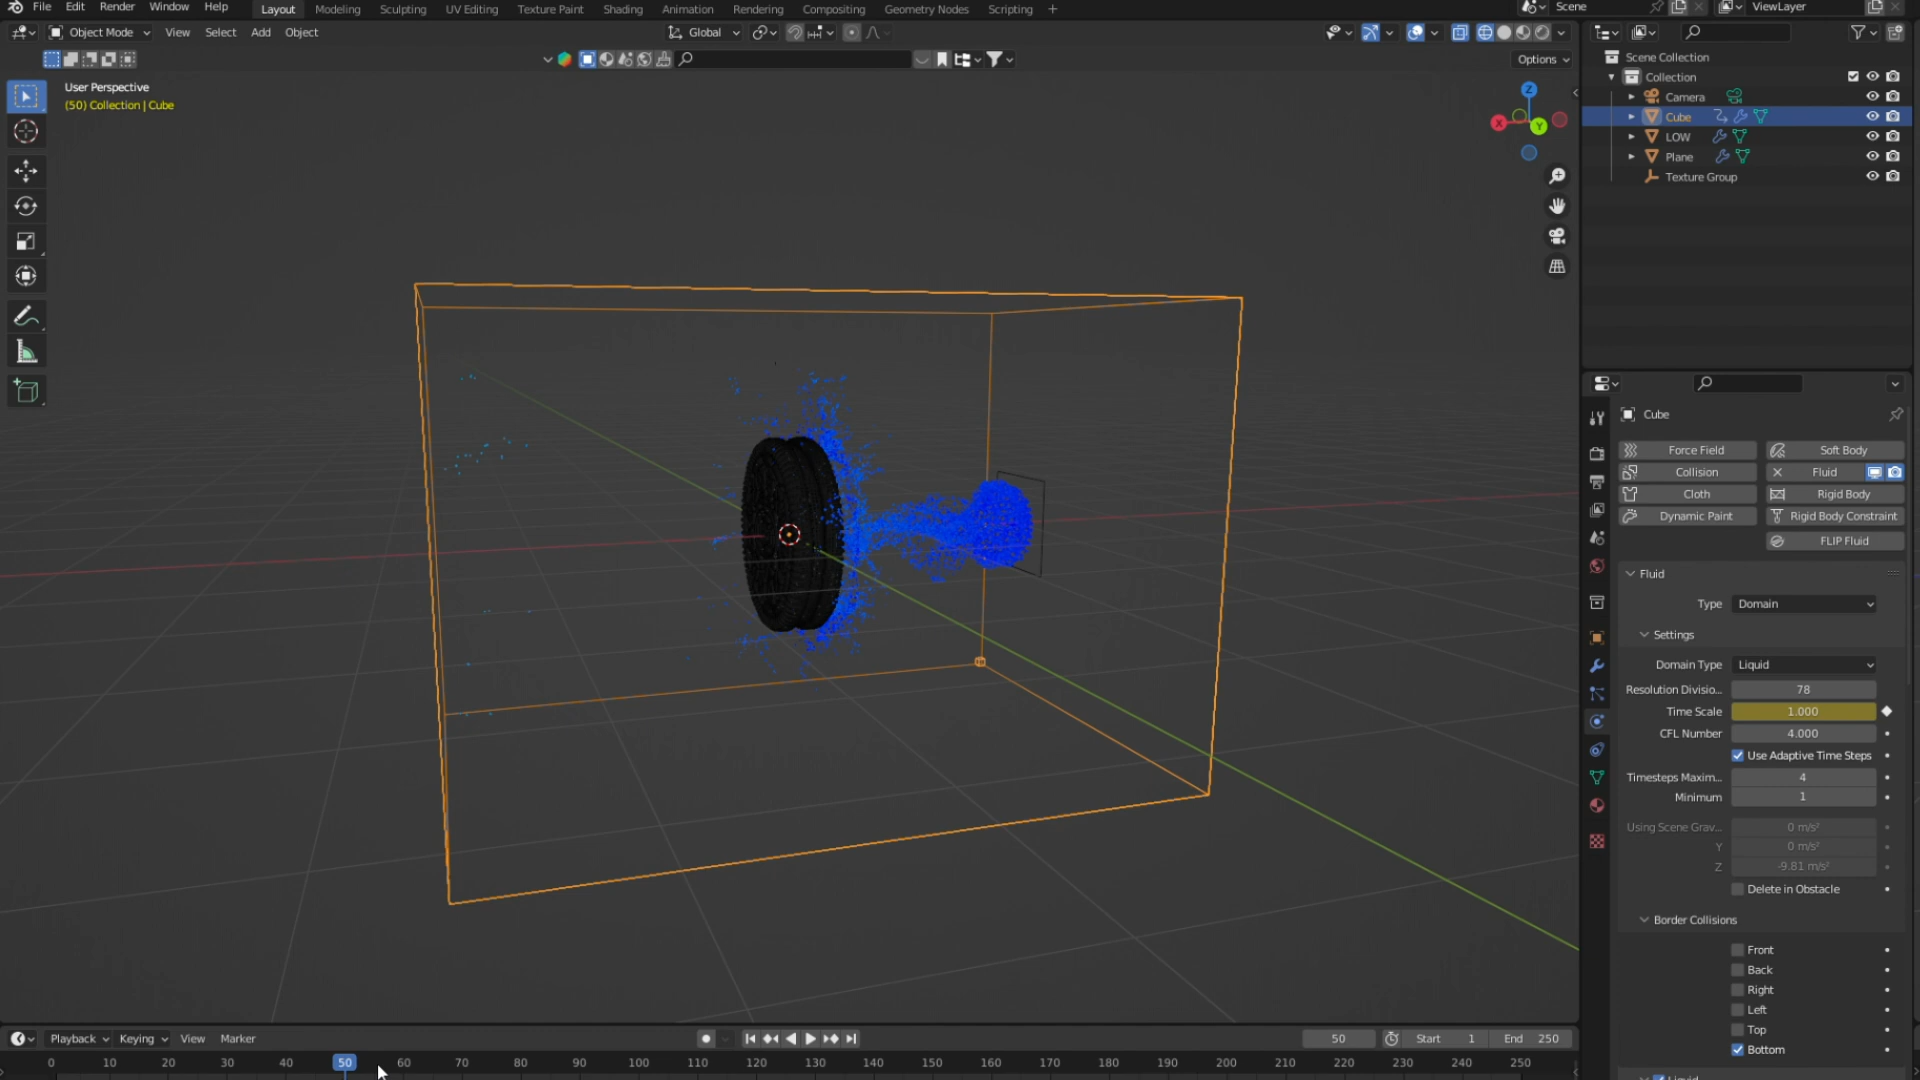 File Edit Render Window Help Layout Modeling Sculpting UV Editing Texture Paint Shading Animation Rendering Compositing Geometry Nodes Scripting + Scene ViewLayer
Object Mode View Select Add Object Global
Options
User Perspective
(50) Collection | Cube
Z
X
Y
Scene Collection
Collection
Camera
Cube
LOW
Plane
Texture Group
Cube
Force Field Soft Body
Collision Fluid
Cloth Rigid Body
Dynamic Paint Rigid Body Constraint
FLIP Fluid
Fluid
Type Domain
Settings
Domain Type Liquid
Resolution Divisio... 78
Time Scale 1.000
CFL Number 4.000
Use Adaptive Time Steps
Timesteps Maxim... 4
Minimum 1
Using Scene Grav... 0 m/s²
Y 0 m/s²
Z -9.81 m/s²
Delete in Obstacle
Border Collisions
Front
Back
Right
Left
Top
Bottom
Liquid
Playback Keying View Marker 50 Start 1 End 250
0 10 20 30 40 50 60 70 80 90 100 110 120 130 140 150 160 170 180 190 200 210 220 230 240 250